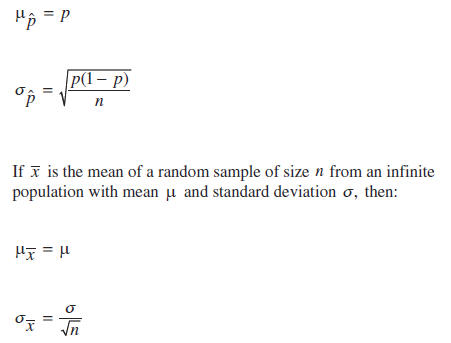 μ_p̂ = p
σ_p̂ = √(p(1 – p)/n)
If x̄ is the mean of a random sample of size n from an infinite
population with mean μ and standard deviation σ, then:
μ_x̄ = μ
σ_x̄ = σ/√n